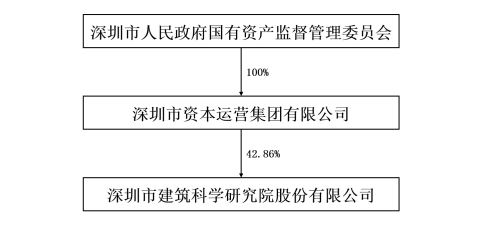 深圳市人民政府国有资产监督管理委员会
100%
深圳市资本运营集团有限公司
42.86%
深圳市建筑科学研究院股份有限公司